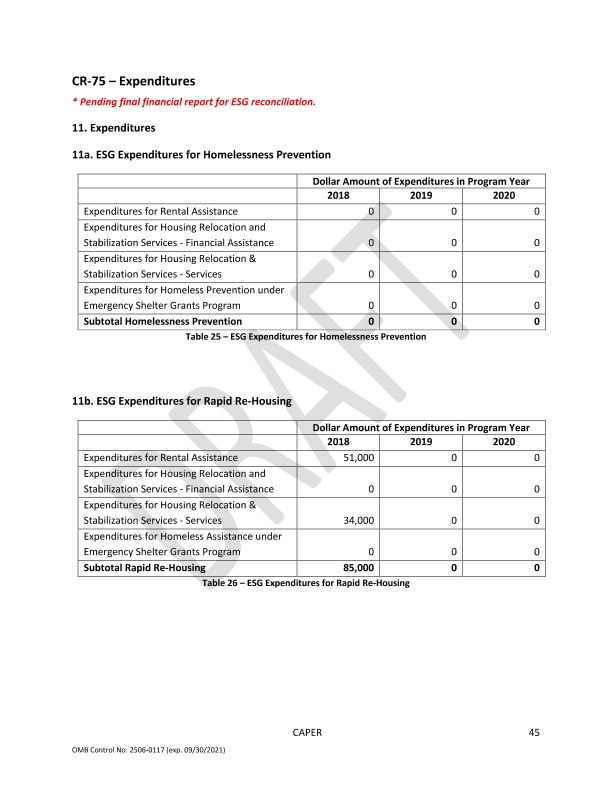 CR-75 – Expenditures
* Pending final financial report for ESG reconciliation.
11. Expenditures
11a. ESG Expenditures for Homelessness Prevention
Dollar Amount of Expenditures in Program Year
2018 2019 2020
Expenditures for Rental Assistance 0 0 0
Expenditures for Housing Relocation and
Stabilization Services - Financial Assistance 0 0 0
Expenditures for Housing Relocation &
Stabilization Services - Services 0 0 0
Expenditures for Homeless Prevention under
Emergency Shelter Grants Program 0 0 0
Subtotal Homelessness Prevention 0 0 0
Table 25 – ESG Expenditures for Homelessness Prevention
11b. ESG Expenditures for Rapid Re-Housing
Dollar Amount of Expenditures in Program Year
2018 2019 2020
Expenditures for Rental Assistance 51,000 0 0
Expenditures for Housing Relocation and
Stabilization Services - Financial Assistance 0 0 0
Expenditures for Housing Relocation &
Stabilization Services - Services 34,000 0 0
Expenditures for Homeless Assistance under
Emergency Shelter Grants Program 0 0 0
Subtotal Rapid Re-Housing 85,000 0 0
Table 26 – ESG Expenditures for Rapid Re-Housing
DRAFT
CAPER 45
OMB Control No: 2506-0117 (exp. 09/30/2021)